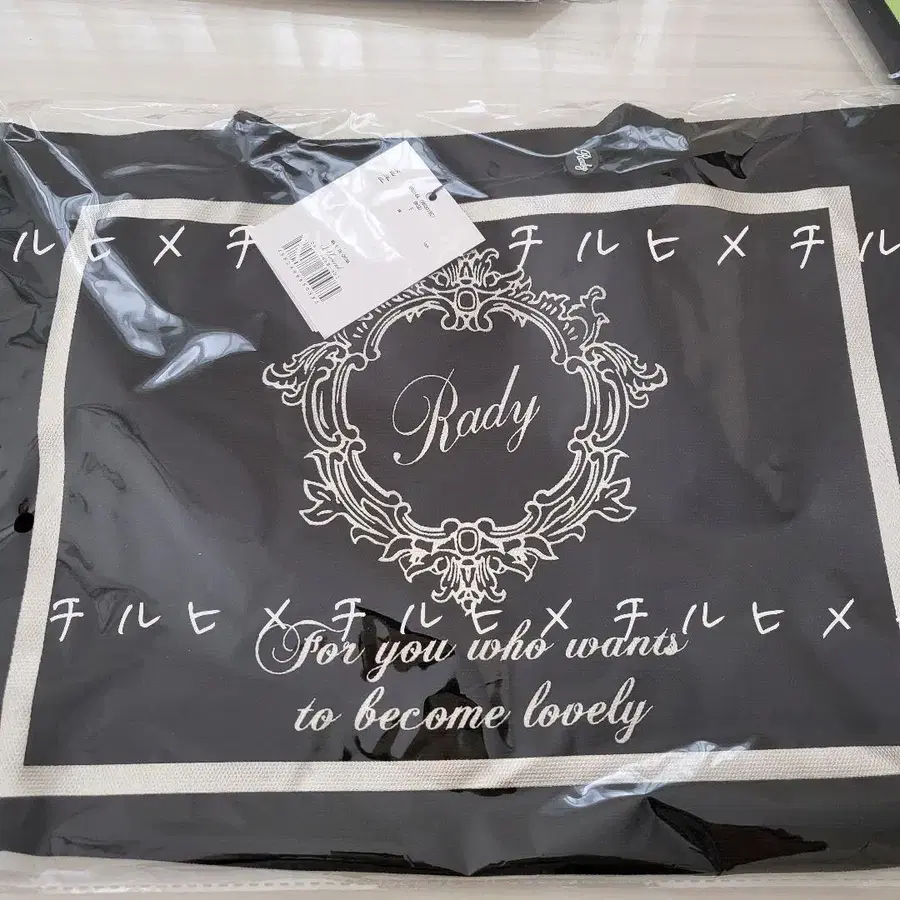 Rady
ルヒメチ チルヒメチル
Rady
チルヒメチルヒメチルヒメ
For you who wants
to become lovely